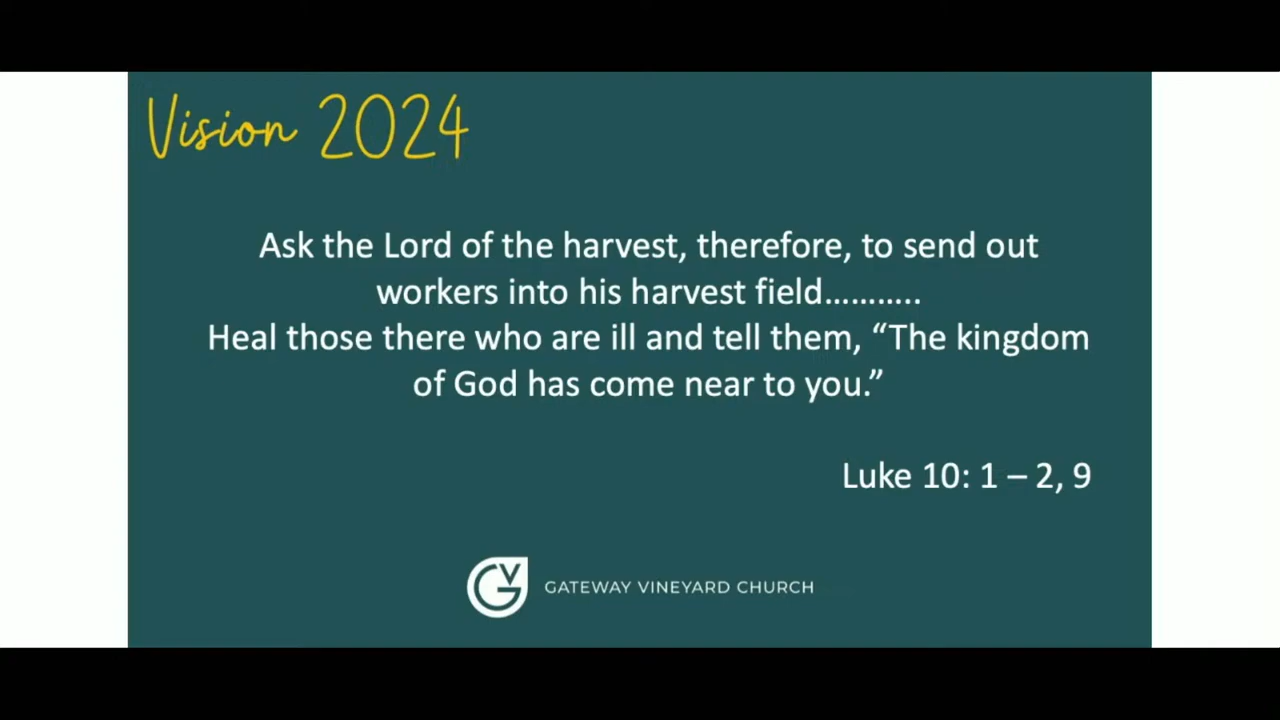 Vision 2024
Ask the Lord of the harvest, therefore, to send out
workers into his harvest field………..
Heal those there who are ill and tell them, “The kingdom
of God has come near to you.”
Luke 10: 1 – 2, 9
GV GATEWAY VINEYARD CHURCH